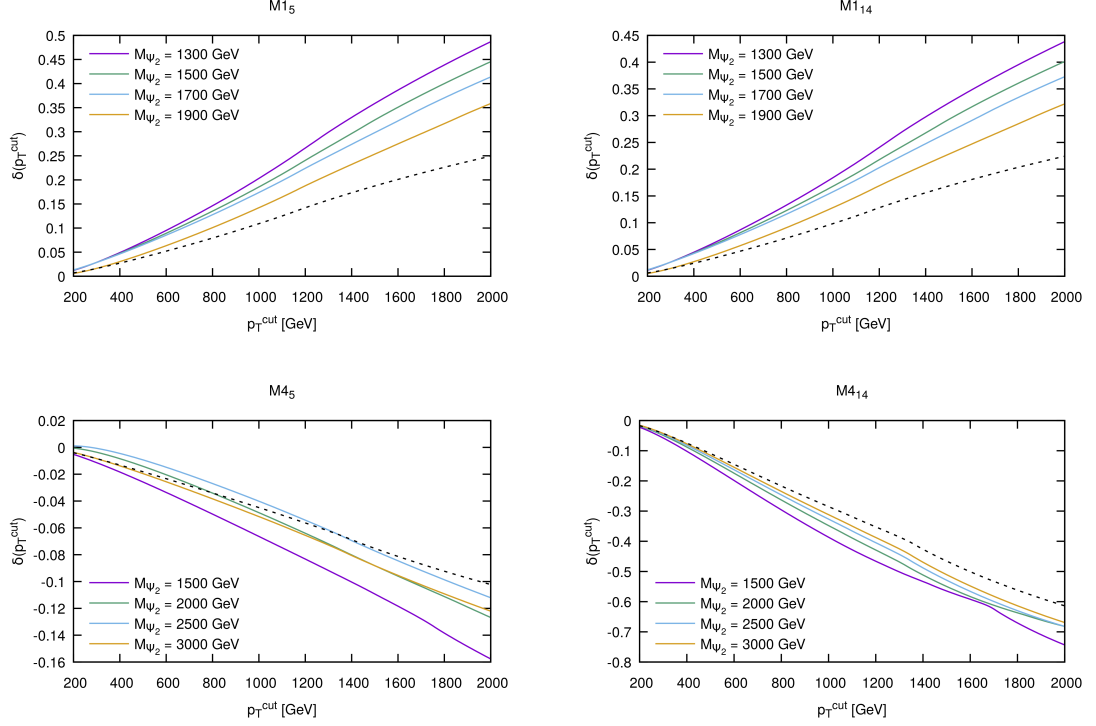 M1₅
0.5
0.45
0.4
0.35
0.3
0.25
0.2
0.15
0.1
0.05
0
δ(p_T^cut)
M_Ψ₂ = 1300 GeV
M_Ψ₂ = 1500 GeV
M_Ψ₂ = 1700 GeV
M_Ψ₂ = 1900 GeV
200 400 600 800 1000 1200 1400 1600 1800 2000
p_T^cut [GeV]
M1₁₄
0.45
0.4
0.35
0.3
0.25
0.2
0.15
0.1
0.05
0
δ(p_T^cut)
M_Ψ₂ = 1300 GeV
M_Ψ₂ = 1500 GeV
M_Ψ₂ = 1700 GeV
M_Ψ₂ = 1900 GeV
200 400 600 800 1000 1200 1400 1600 1800 2000
p_T^cut [GeV]
M4₅
0.02
0
-0.02
-0.04
-0.06
-0.08
-0.1
-0.12
-0.14
-0.16
δ(p_T^cut)
M_Ψ₂ = 1500 GeV
M_Ψ₂ = 2000 GeV
M_Ψ₂ = 2500 GeV
M_Ψ₂ = 3000 GeV
200 400 600 800 1000 1200 1400 1600 1800 2000
p_T^cut [GeV]
M4₁₄
0
-0.1
-0.2
-0.3
-0.4
-0.5
-0.6
-0.7
-0.8
δ(p_T^cut)
M_Ψ₂ = 1500 GeV
M_Ψ₂ = 2000 GeV
M_Ψ₂ = 2500 GeV
M_Ψ₂ = 3000 GeV
200 400 600 800 1000 1200 1400 1600 1800 2000
p_T^cut [GeV]